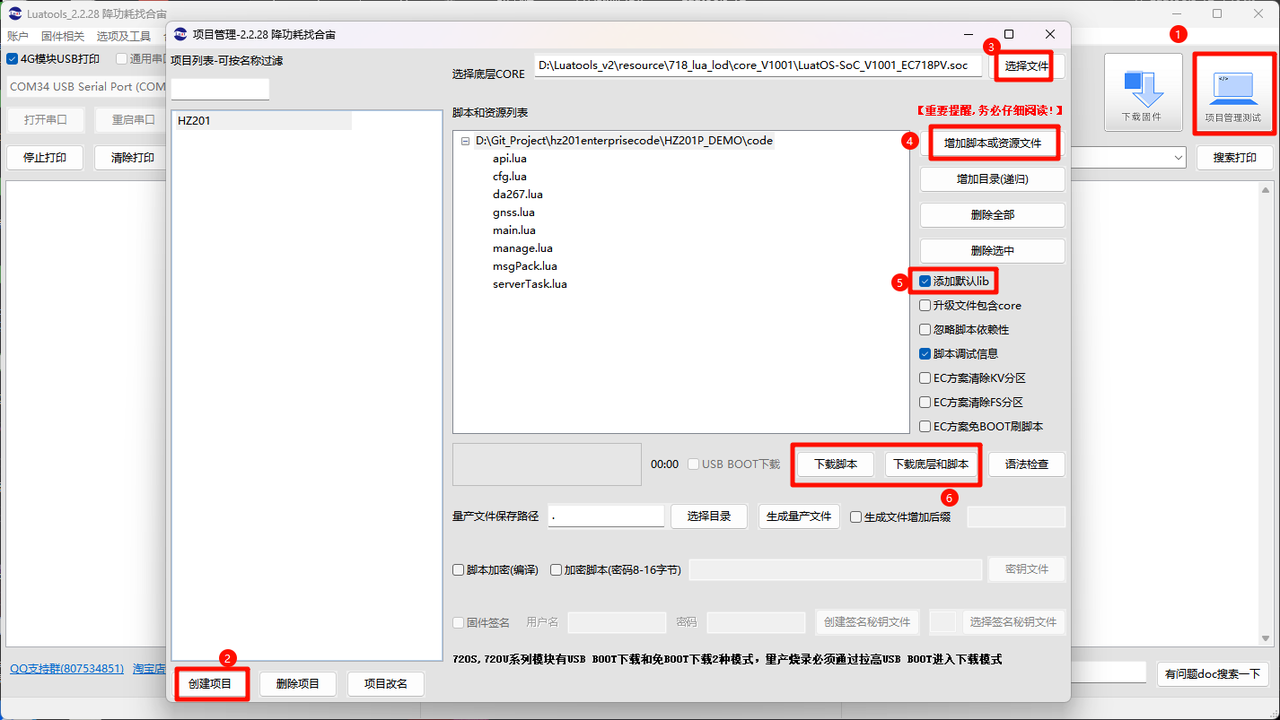 Luatools_2.2.28 降功耗找合宙
账户 固件相关 选项及工具
4G模块USB打印 通用串口
COM34 USB Serial Port (COM
打开串口 重启串口
停止打印 清除打印
1
下载固件
项目管理测试
搜索打印
项目管理-2.2.28 降功耗找合宙
项目列表-可按名称过滤
HZ201
选择底层CORE D:\Luatools_v2\resource\718_lua_lod\core_V1001\LuatOS-SoC_V1001_EC718PV.soc 选择文件
3
脚本和资源列表
【重要提醒,务必仔细阅读!】
D:\Git_Project\hz201enterprisecode\HZ201P_DEMO\code
api.lua
cfg.lua
da267.lua
gnss.lua
main.lua
manage.lua
msgPack.lua
serverTask.lua
4 增加脚本或资源文件
增加目录(递归)
删除全部
删除选中
5 添加默认lib
升级文件包含core
忽略脚本依赖性
脚本调试信息
EC方案清除KV分区
EC方案清除FS分区
EC方案免BOOT刷脚本
00:00 USB BOOT下载 下载脚本 下载底层和脚本 语法检查
6
量产文件保存路径 . 选择目录 生成量产文件 生成文件增加后缀
脚本加密(编译) 加密脚本(密码8-16字节) 密钥文件
固件签名 用户名 密码 创建签名秘钥文件 选择签名秘钥文件
720S,720U系列模块有USB BOOT下载和免BOOT下载2种模式，量产烧录必须通过拉高USB BOOT进入下载模式
2
创建项目 删除项目 项目改名
QQ支持群(807534851) 淘宝店
有问题doc搜索一下